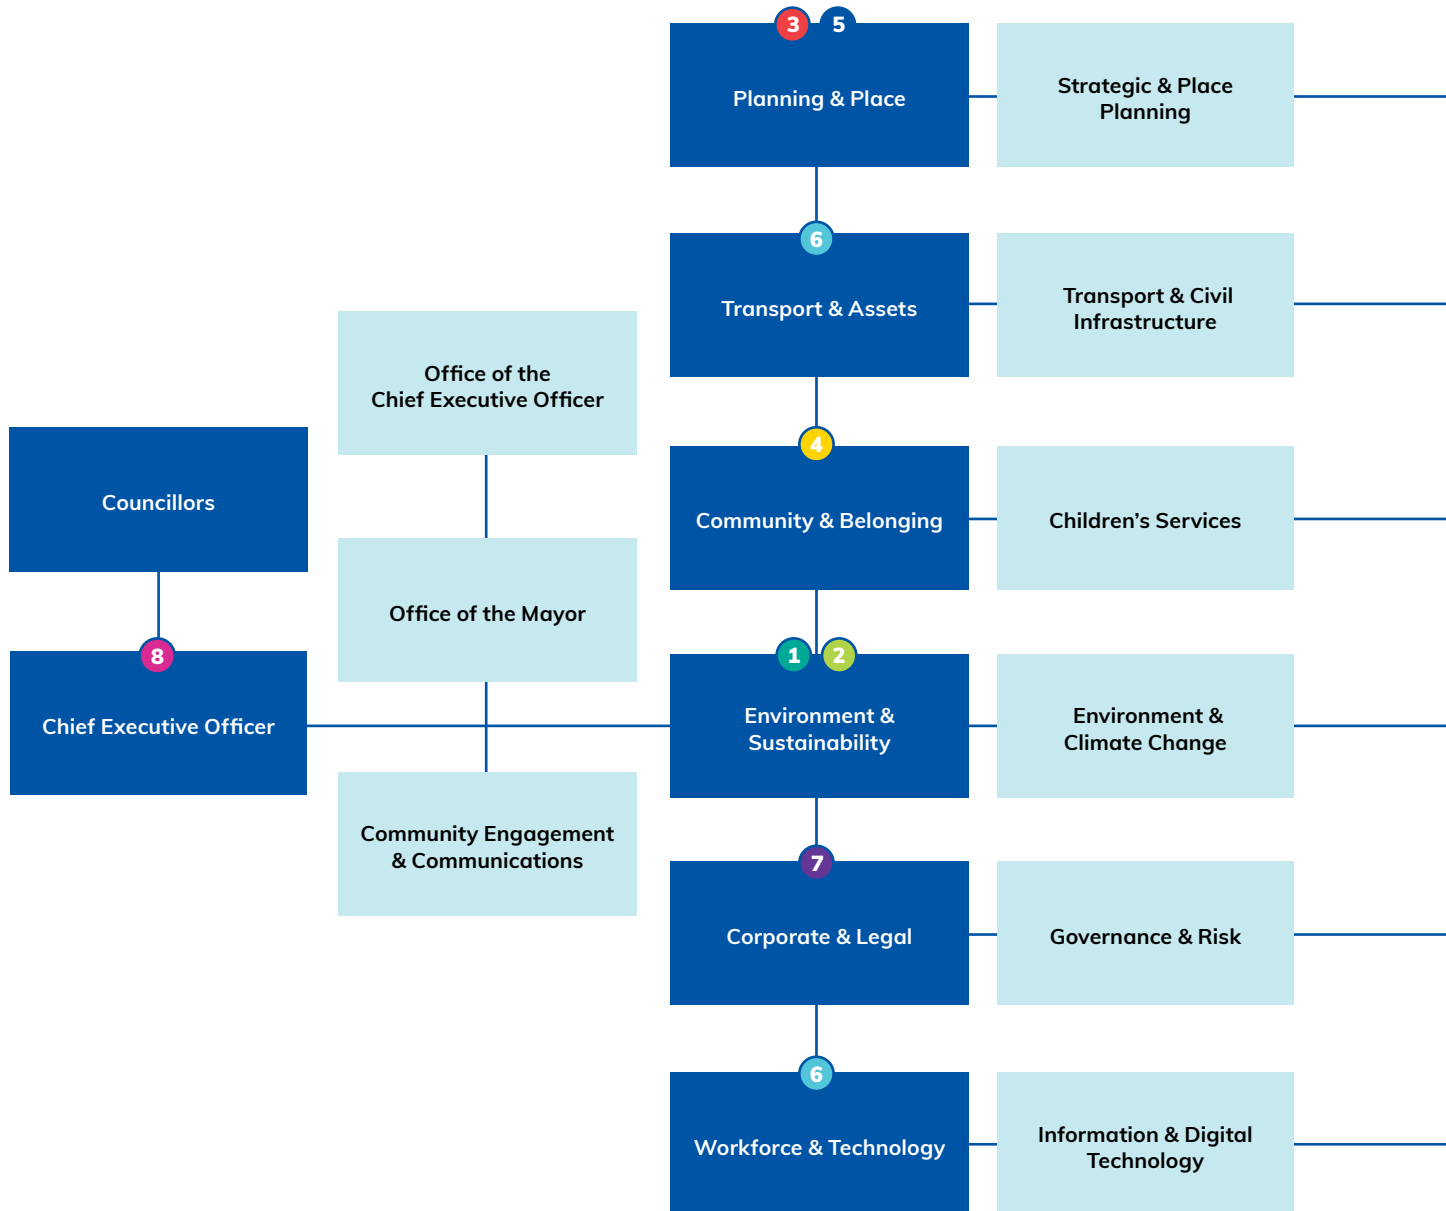 3 5
Planning & Place
Strategic & Place
Planning
6
Transport & Assets
Transport & Civil
Infrastructure
Office of the
Chief Executive Officer
4
Community & Belonging
Children’s Services
Councillors
Office of the Mayor
8
Chief Executive Officer
1 2
Environment &
Sustainability
Environment &
Climate Change
Community Engagement
& Communications
7
Corporate & Legal
Governance & Risk
6
Workforce & Technology
Information & Digital
Technology